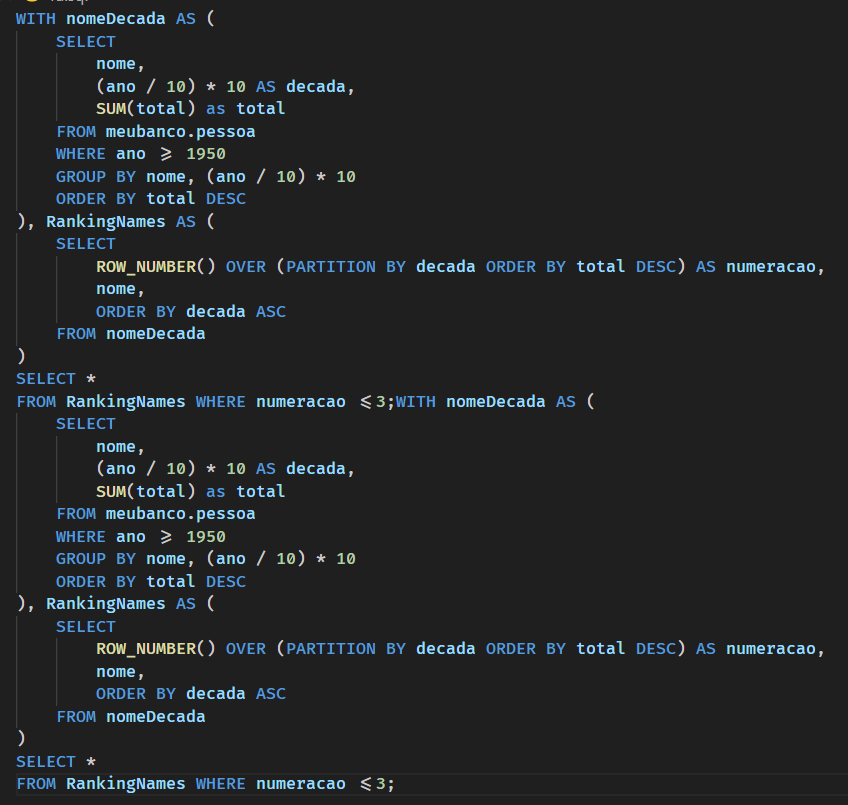 WITH nomeDecada AS (
SELECT
nome,
(ano / 10) * 10 AS decada,
SUM(total) as total
FROM meubanco.pessoa
WHERE ano >= 1950
GROUP BY nome, (ano / 10) * 10
ORDER BY total DESC
), RankingNames AS (
SELECT
ROW_NUMBER() OVER (PARTITION BY decada ORDER BY total DESC) AS numeracao,
nome,
ORDER BY decada ASC
FROM nomeDecada
)
SELECT *
FROM RankingNames WHERE numeracao <=3;WITH nomeDecada AS (
SELECT
nome,
(ano / 10) * 10 AS decada,
SUM(total) as total
FROM meubanco.pessoa
WHERE ano >= 1950
GROUP BY nome, (ano / 10) * 10
ORDER BY total DESC
), RankingNames AS (
SELECT
ROW_NUMBER() OVER (PARTITION BY decada ORDER BY total DESC) AS numeracao,
nome,
ORDER BY decada ASC
FROM nomeDecada
)
SELECT *
FROM RankingNames WHERE numeracao <=3;